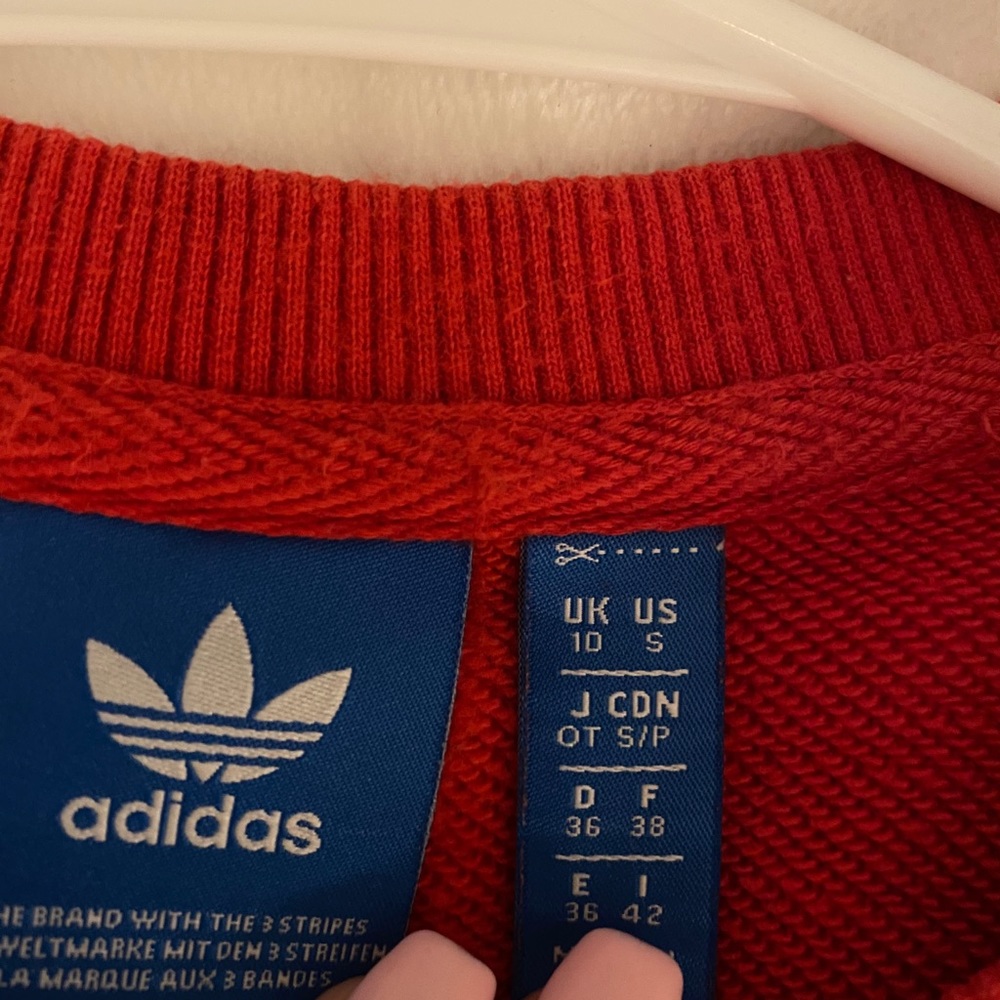 adidas
HE BRAND WITH THE 3 STRIPES
WELTMARKE MIT DEN 3 STREIFEN
LA MARQUE AUX 3 BANDES
UK US
10 S
J CDN
OT S/P
D F
36 38
E I
36 42